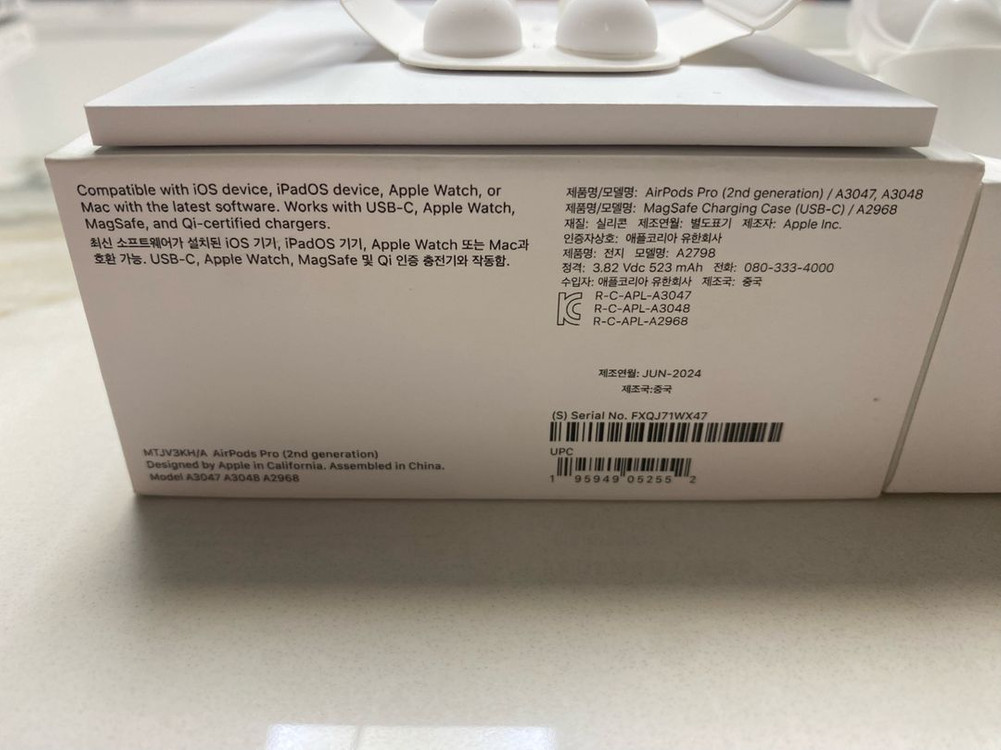 Compatible with iOS device, iPadOS device, Apple Watch, or
Mac with the latest software. Works with USB-C, Apple Watch,
MagSafe, and Qi-certified chargers.
최신 소프트웨어가 설치된 iOS 기기, iPadOS 기기, Apple Watch 또는 Mac과
호환 가능. USB-C, Apple Watch, MagSafe 및 Qi 인증 충전기와 작동함.
MTJV3KH/A AirPods Pro (2nd generation)
Designed by Apple in California. Assembled in China.
Model A3047 A3048 A2968
제품명/모델명: AirPods Pro (2nd generation) / A3047, A3048
제품명/모델명: MagSafe Charging Case (USB-C) / A2968
재질: 실리콘 제조연월: 별도표기 제조자: Apple Inc.
인증자상호: 애플코리아 유한회사
제품명: 전지 모델명: A2798
정격: 3.82 Vdc 523 mAh 전화: 080-333-4000
수입자: 애플코리아 유한회사 제조국: 중국
R-C-APL-A3047
R-C-APL-A3048
R-C-APL-A2968
제조연월: JUN-2024
제조국:중국
(S) Serial No. FXQJ71WX47
UPC
1 95949 05255 2